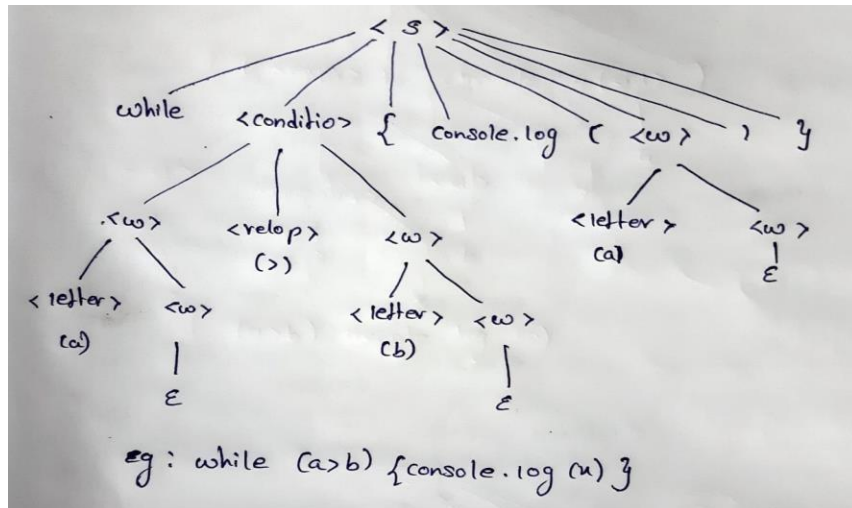 < S >
while <conditio> { console.log ( <w> ) }
<w> <relop> <w> <letter> <w>
(>) (a) ε
<letter> <w> <letter> <w>
(a) (b)
ε ε
eg : while (a>b) {console.log (x) }